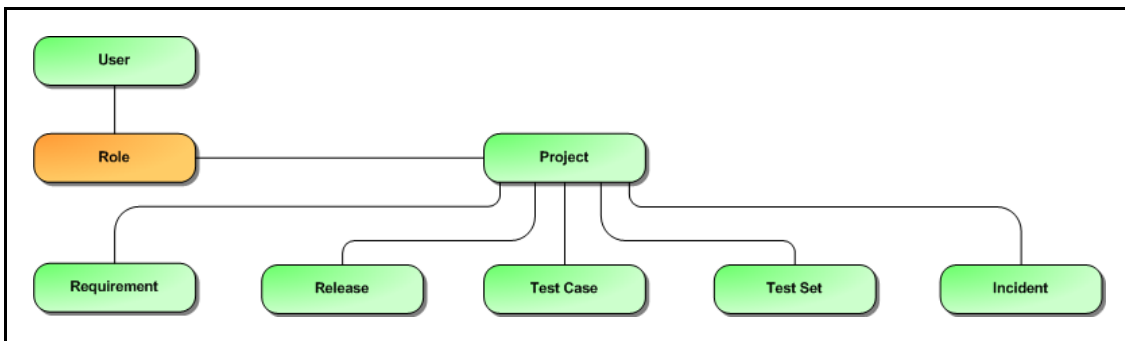 User
Role
Project
Requirement
Release
Test Case
Test Set
Incident